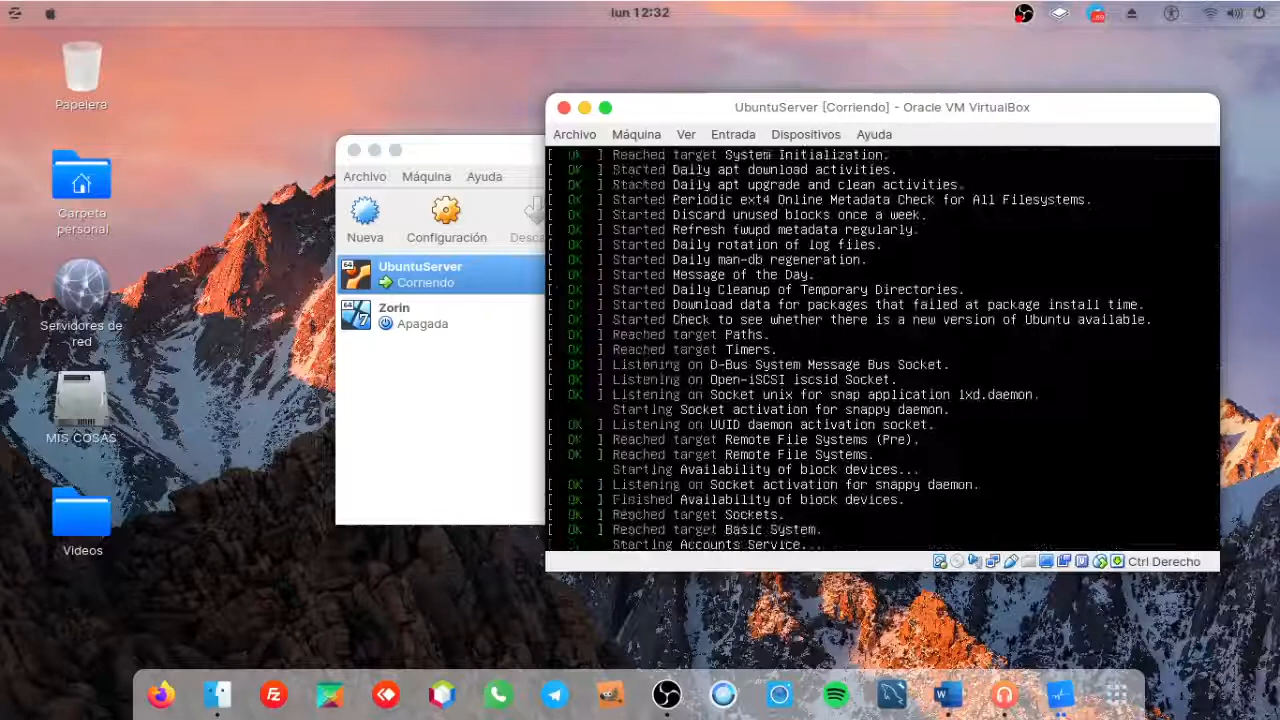 lun 12:32
Papelera
Carpeta
personal
Servidores de
red
MIS COSAS
Videos
Archivo Máquina Ayuda
Nueva Configuración
UbuntuServer
Corriendo
Zorin
Apagada
UbuntuServer [Corriendo] - Oracle VM VirtualBox
Archivo Máquina Ver Entrada Dispositivos Ayuda
[ OK ] Reached target System Initialization.
[ OK ] Started Daily apt download activities.
[ OK ] Started Daily apt upgrade and clean activities.
[ OK ] Started Periodic ext4 Online Metadata Check for All Filesystems.
[ OK ] Started Discard unused blocks once a week.
[ OK ] Started Refresh fwupd metadata regularly.
[ OK ] Started Daily rotation of log files.
[ OK ] Started Daily man-db regeneration.
[ OK ] Started Message of the Day.
[ OK ] Started Daily Cleanup of Temporary Directories.
[ OK ] Started Download data for packages that failed at package install time.
[ OK ] Started Check to see whether there is a new version of Ubuntu available.
[ OK ] Reached target Paths.
[ OK ] Reached target Timers.
[ OK ] Listening on D-Bus System Message Bus Socket.
[ OK ] Listening on Open-iSCSI iscsid Socket.
[ OK ] Listening on Socket unix for snap application lxd.daemon.
Starting Socket activation for snappy daemon.
[ OK ] Listening on UUID daemon activation socket.
[ OK ] Reached target Remote File Systems (Pre).
[ OK ] Reached target Remote File Systems.
Starting Availability of block devices...
[ OK ] Listening on Socket activation for snappy daemon.
[ OK ] Finished Availability of block devices.
[ OK ] Reached target Sockets.
[ OK ] Reached target Basic System.
Starting Accounts Service...
Ctrl Derecho